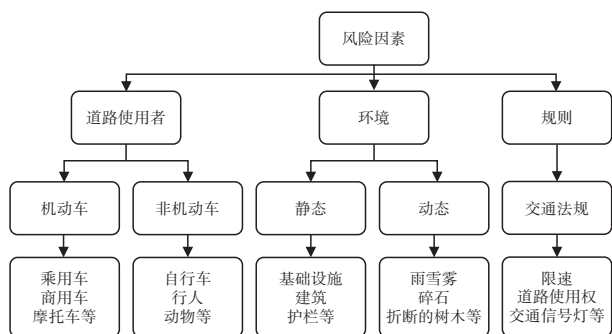 风险因素
道路使用者
环境
规则
机动车
非机动车
静态
动态
交通法规
乘用车
商用车
摩托车等
自行车
行人
动物等
基础设施
建筑
护栏等
雨雪雾
碎石
折断的树木等
限速
道路使用权
交通信号灯等